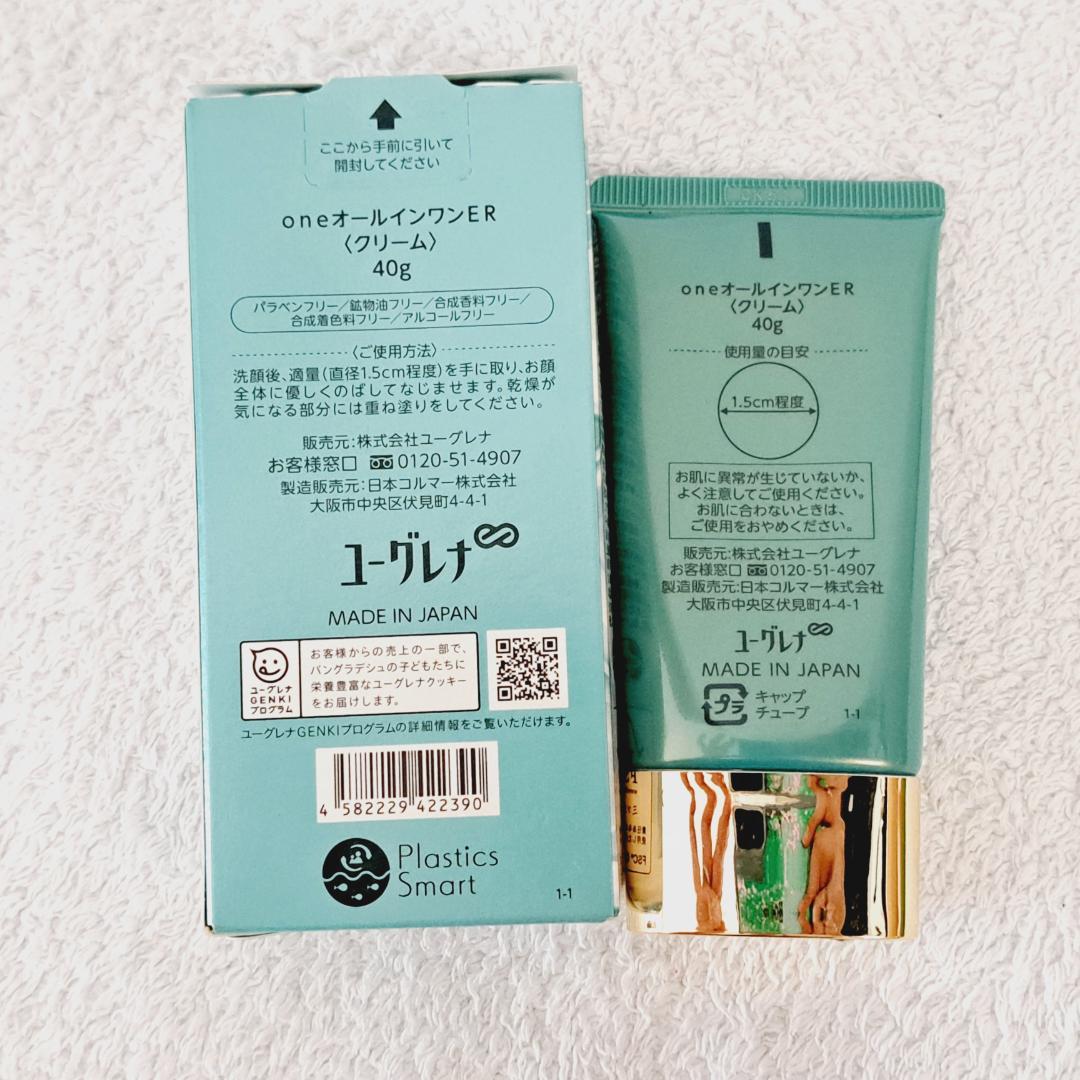 ここから手前に引いて
開封してください
oneオールインワンER
〈クリーム〉
40g
パラベンフリー／鉱物油フリー／合成香料フリー／
合成着色料フリー／アルコールフリー
〈ご使用方法〉
洗顔後、適量(直径1.5cm程度)を手に取り、お顔
全体に優しくのばしてなじませます。乾燥が
気になる部分には重ね塗りをしてください。
販売元:株式会社ユーグレナ
お客様窓口 0120-51-4907
製造販売元:日本コルマー株式会社
大阪市中央区伏見町4-4-1
ユーグレナ
MADE IN JAPAN
ユーグレナ
GENKI
プログラム
お客様からの売上の一部で、
バングラデシュの子どもたちに
栄養豊富なユーグレナクッキー
をお届けします。
ユーグレナGENKIプログラムの詳細情報をご覧いただけます。
4 582229 422390
Plastics
Smart
1-1
oneオールインワンER
〈クリーム〉
40g
使用量の目安
1.5cm程度
お肌に異常が生じていないか、
よく注意してご使用ください。
お肌に合わないときは、
ご使用をおやめください。
販売元:株式会社ユーグレナ
お客様窓口 0120-51-4907
製造販売元:日本コルマー株式会社
大阪市中央区伏見町4-4-1
ユーグレナ
MADE IN JAPAN
プラ
キャップ
チューブ
1-1